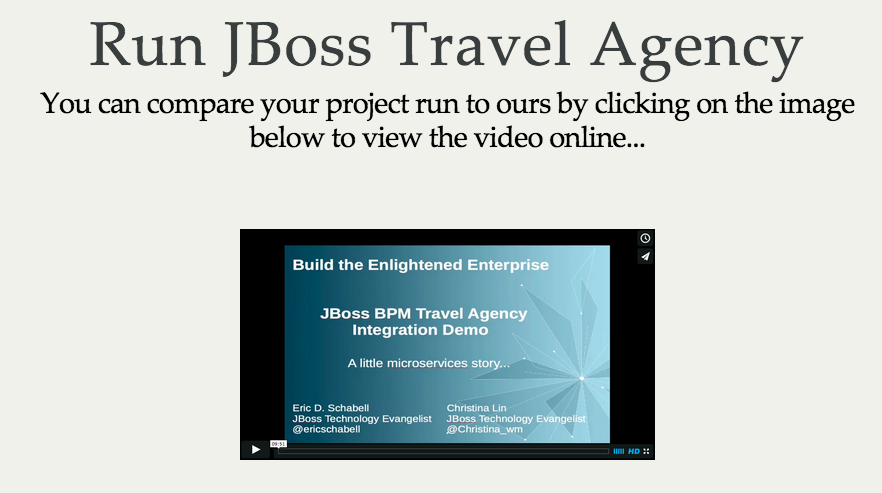 Run JBoss Travel Agency
You can compare your project run to ours by clicking on the image
below to view the video online...
Build the Enlightened Enterprise
JBoss BPM Travel Agency
Integration Demo
A little microservices story...
Eric D. Schabell
JBoss Technology Evangelist
@ericschabell
Christina Lin
JBoss Technology Evangelist
@Christina_wm
09:51
HD